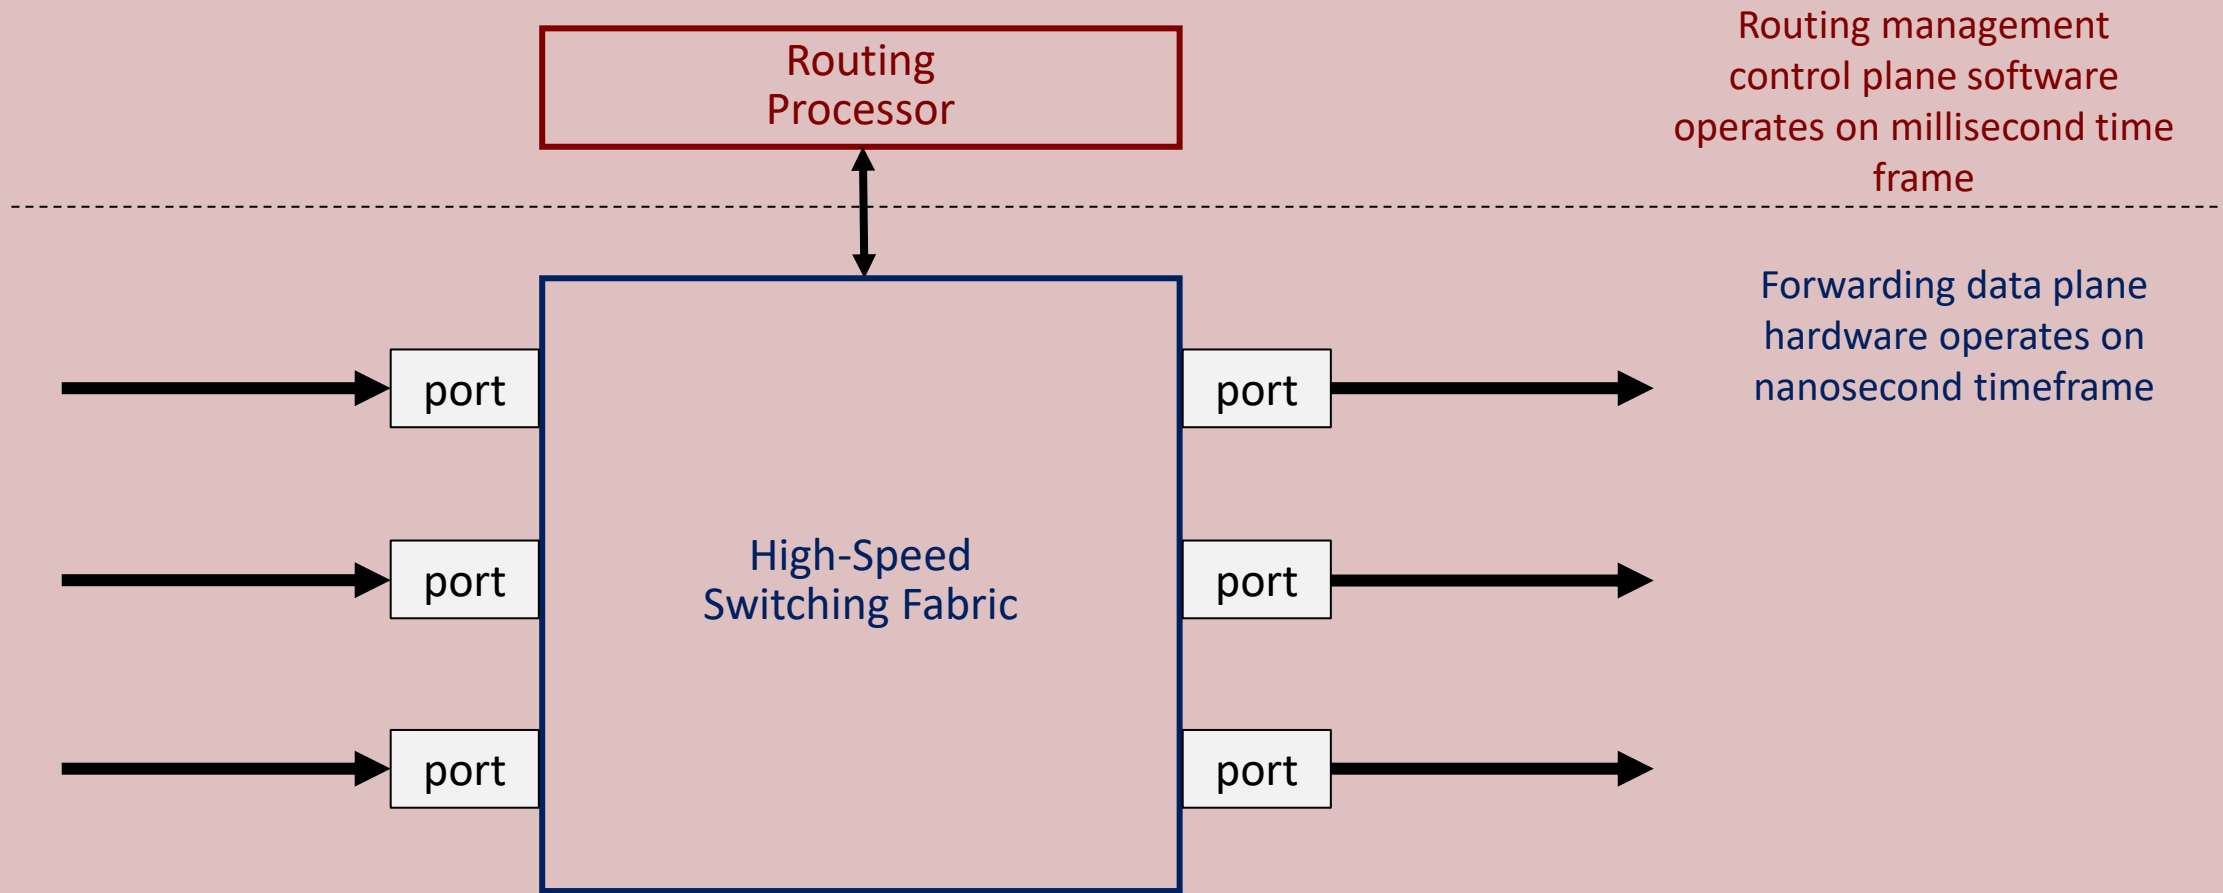 Routing
Processor
Routing management
control plane software
operates on millisecond time
frame
Forwarding data plane
hardware operates on
nanosecond timeframe
port
port
port
High-Speed
Switching Fabric
port
port
port